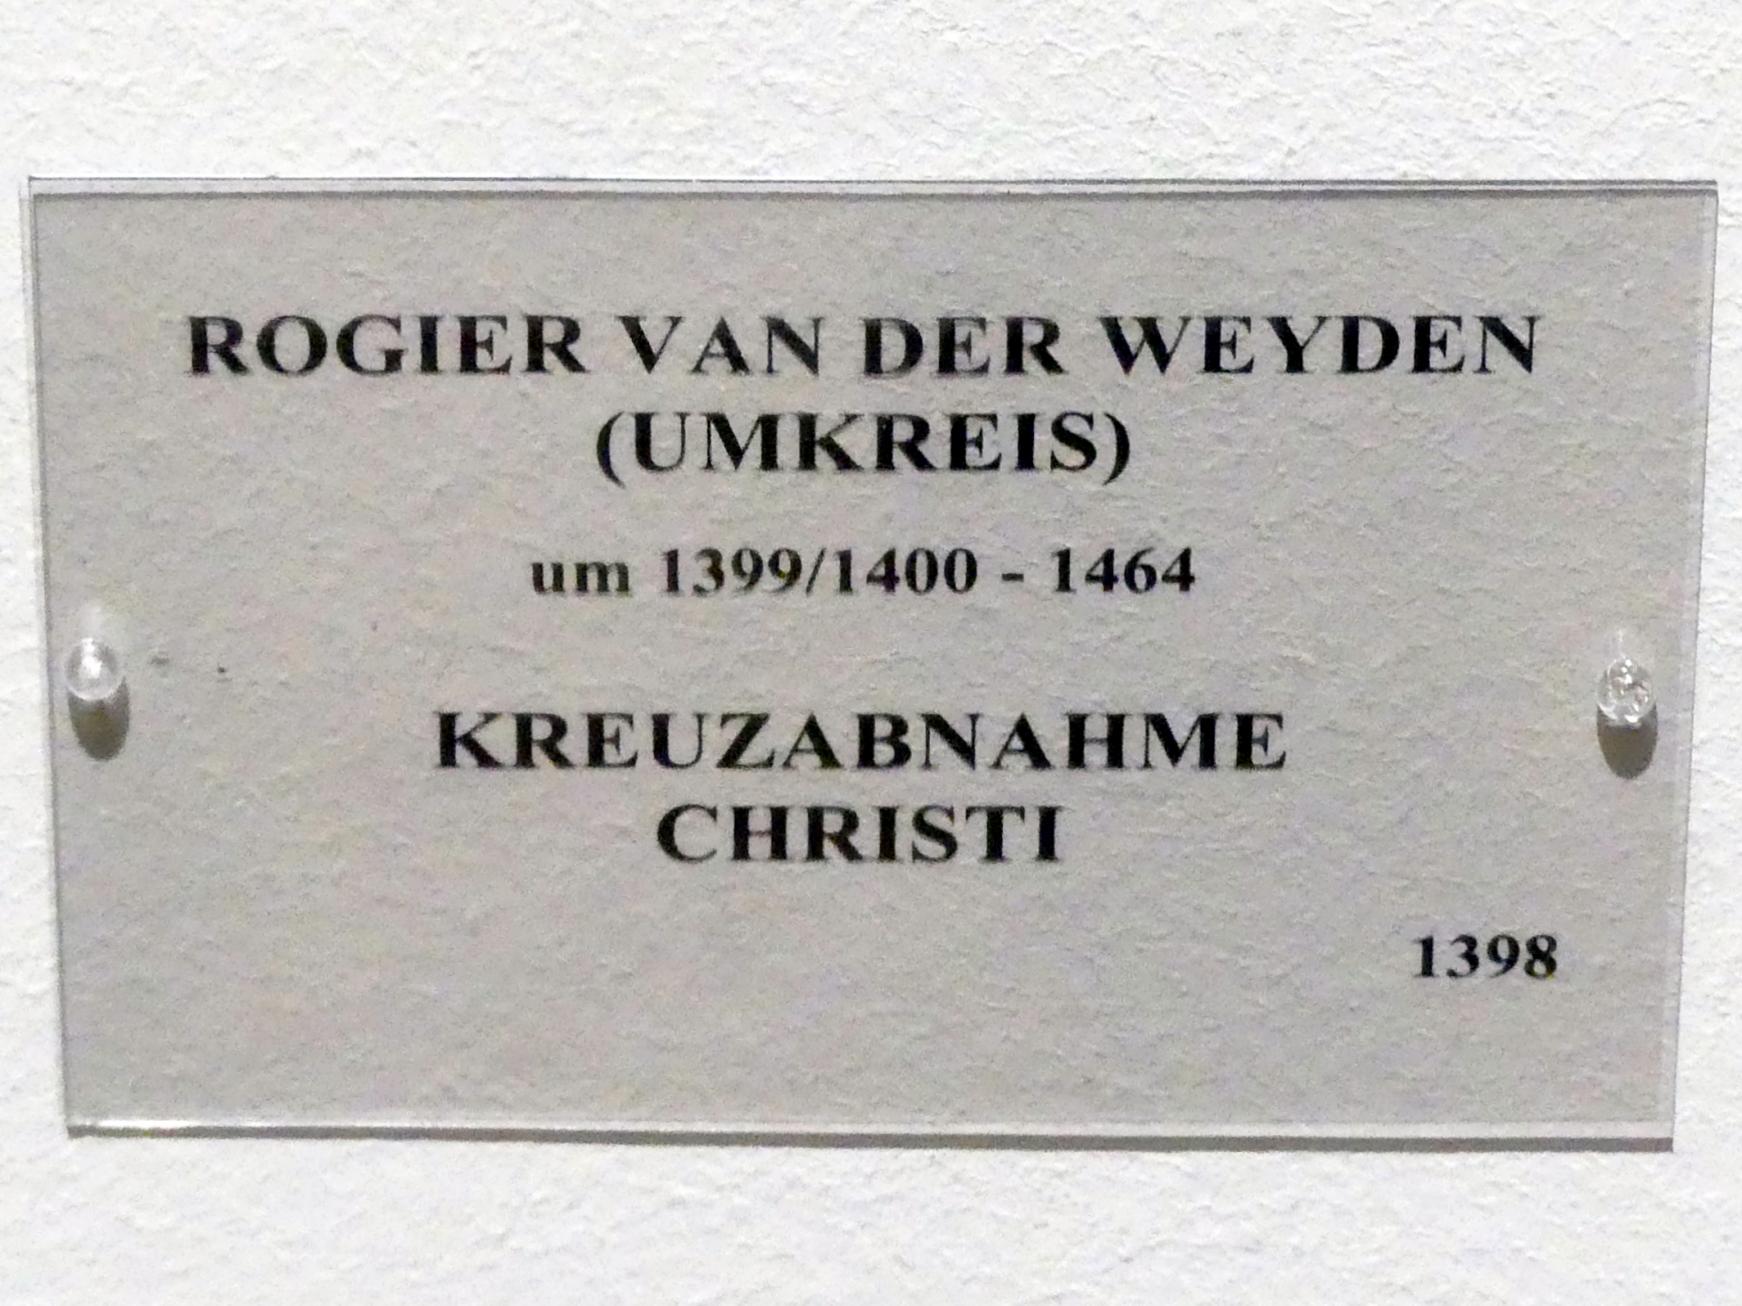 ROGIER VAN DER WEYDEN
(UMKREIS)
um 1399/1400 - 1464
KREUZABNAHME
CHRISTI
1398